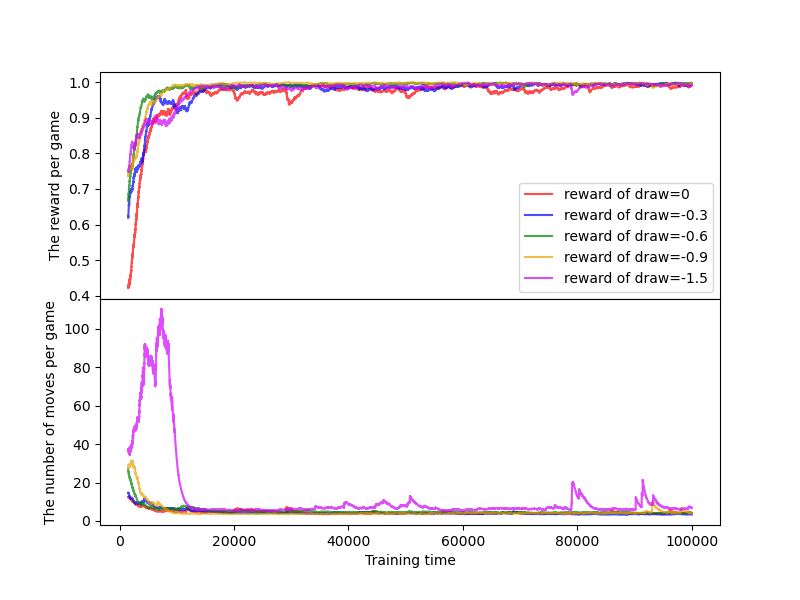 The reward per game
1.0
0.9
0.8
0.7
0.6
0.5
0.4
reward of draw=0
reward of draw=-0.3
reward of draw=-0.6
reward of draw=-0.9
reward of draw=-1.5
The number of moves per game
100
80
60
40
20
0
0 20000 40000 60000 80000 100000
Training time